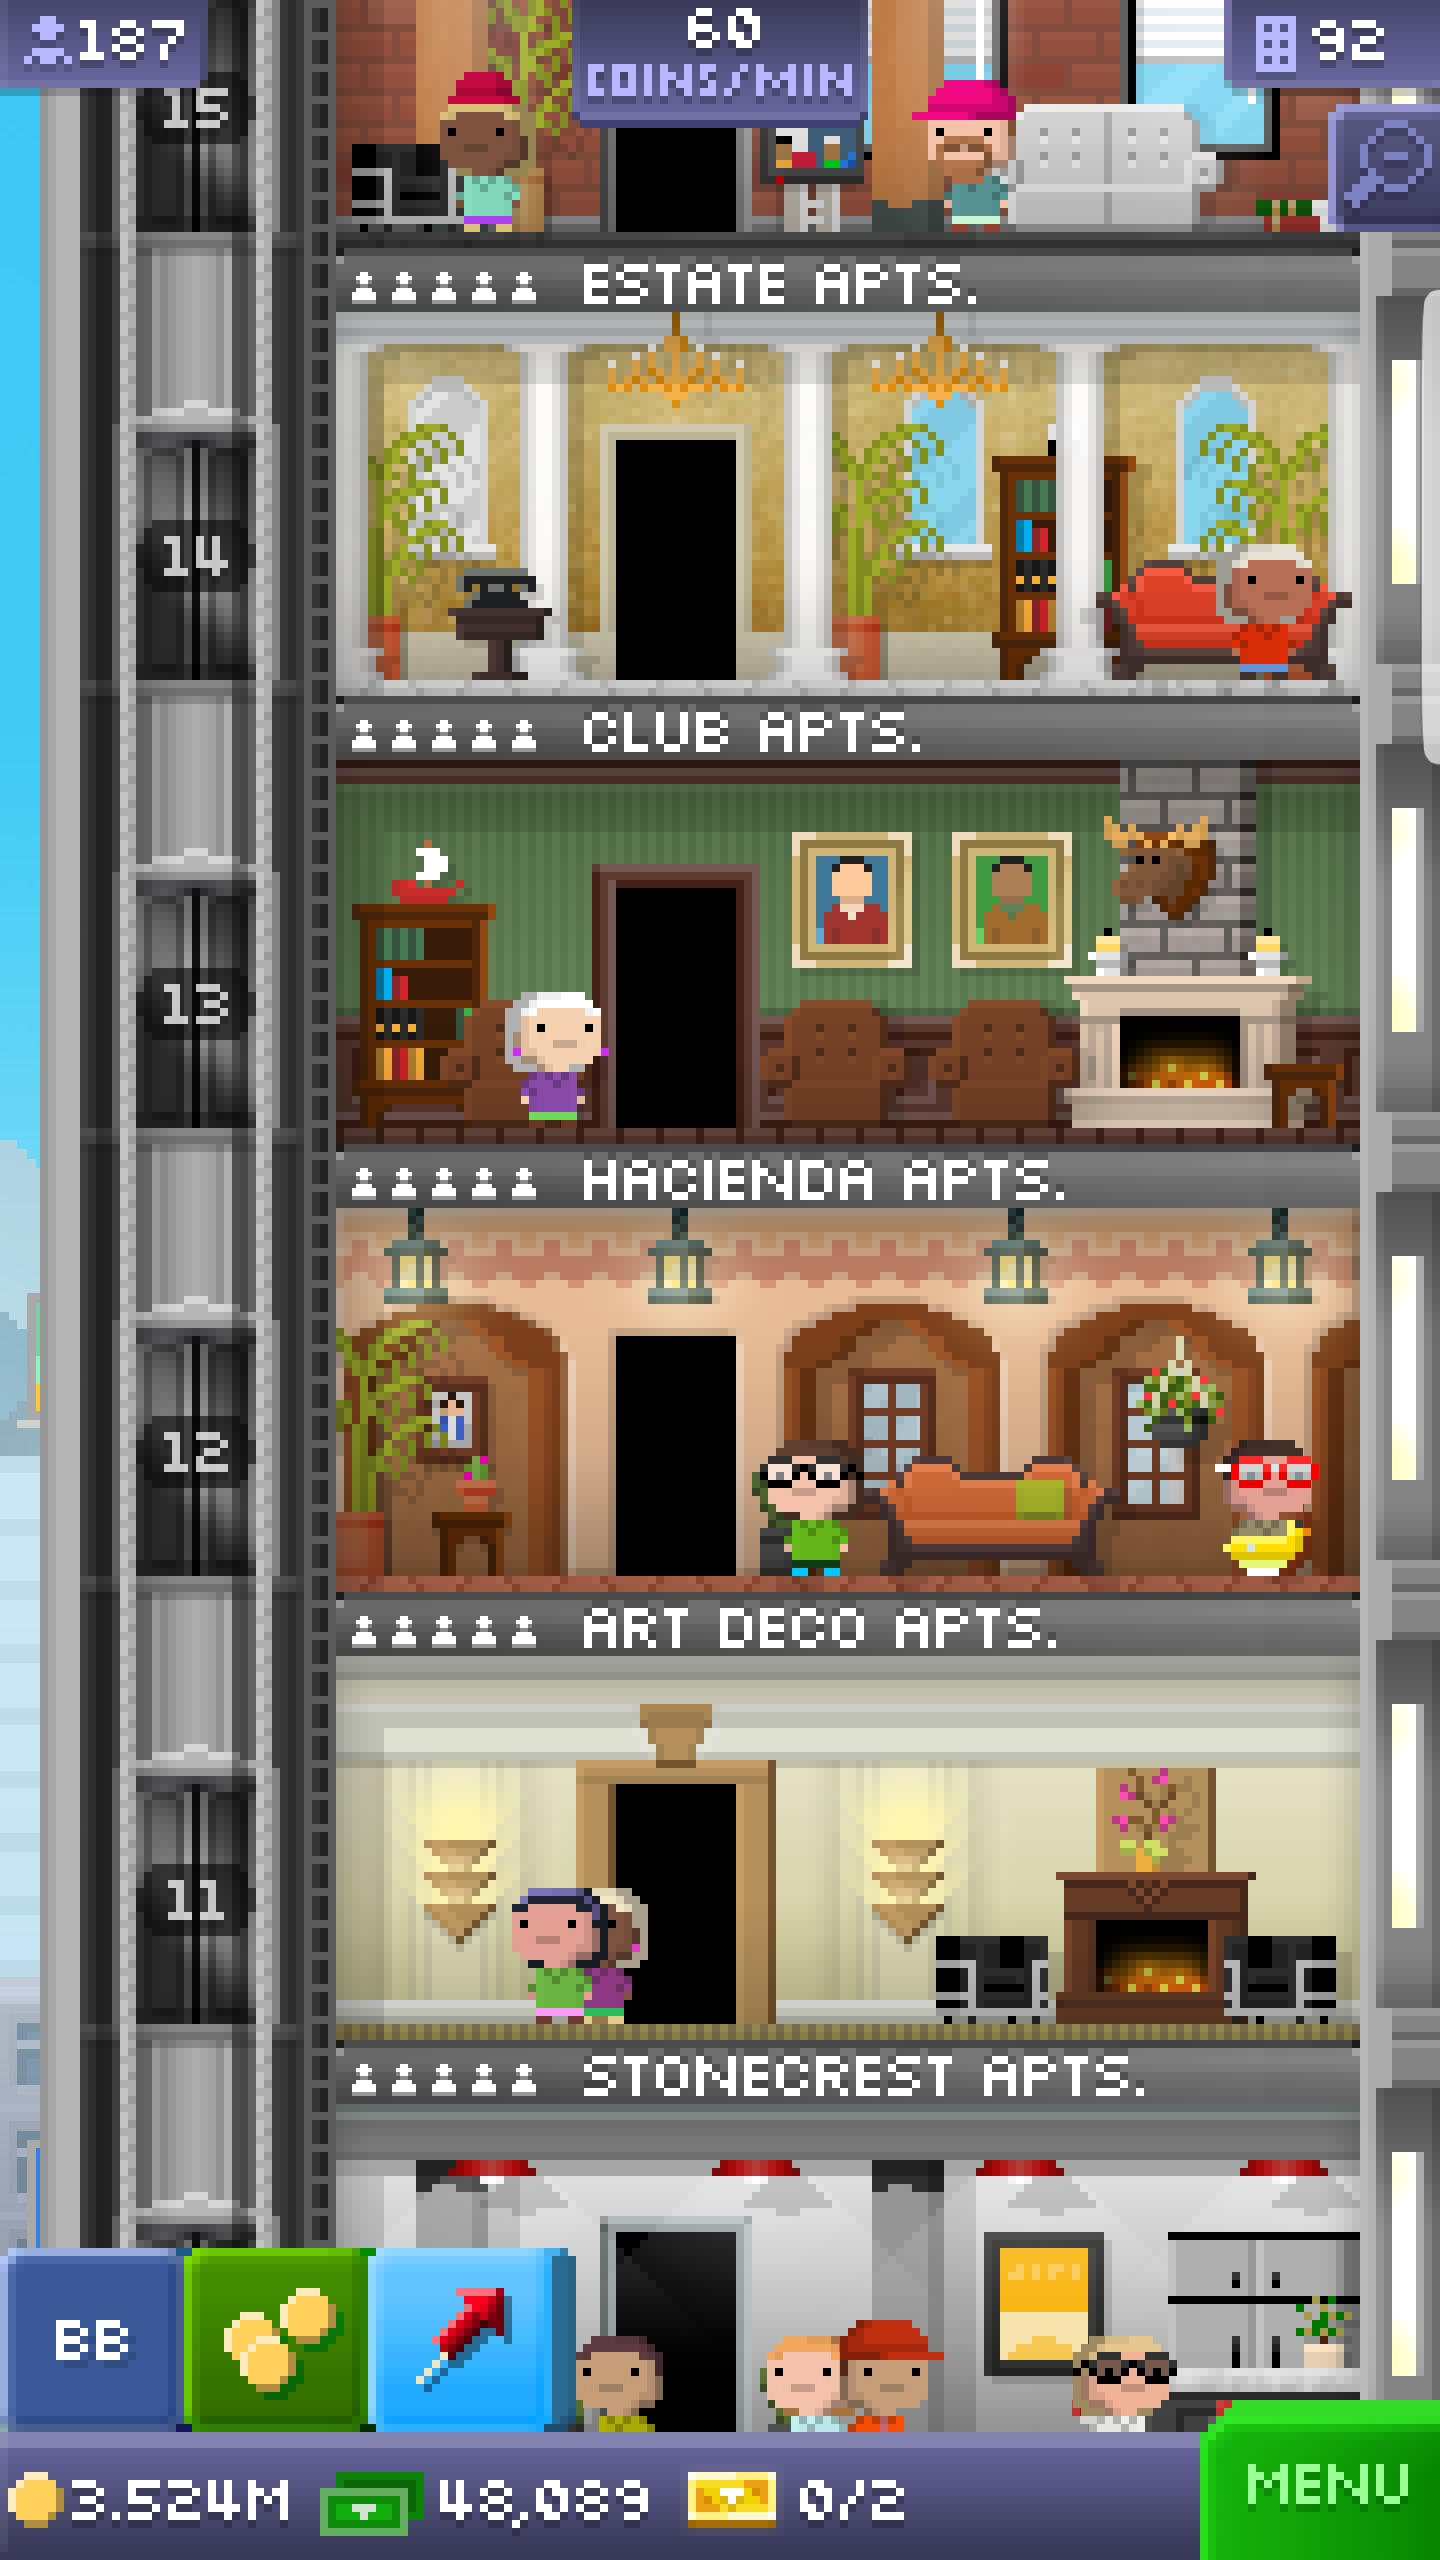 187
60
COINS/MIN
92
15
ESTATE APTS.
14
CLUB APTS.
13
HACIENDA APTS.
12
ART DECO APTS.
11
STONECREST APTS.
BB
3.524M
48,089
0/2
MENU